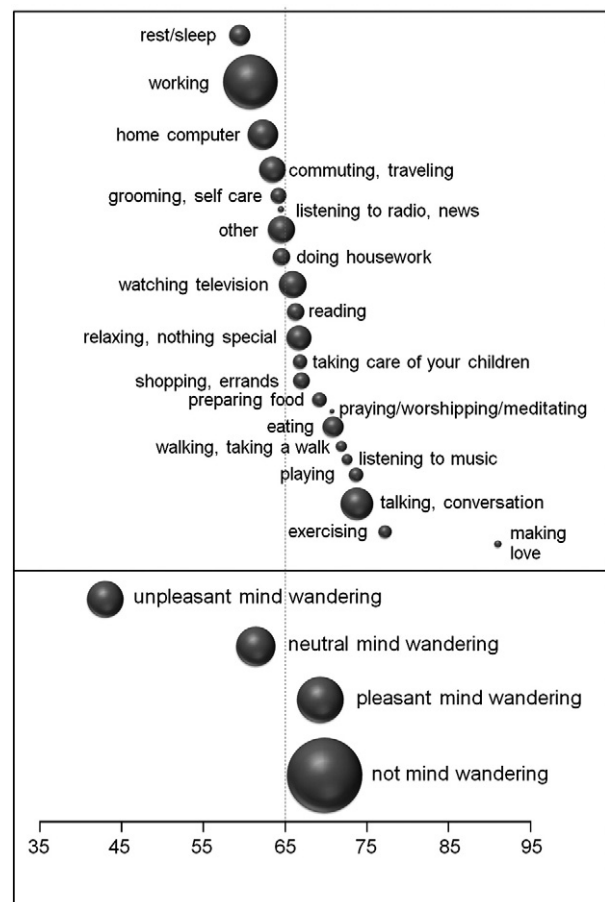 rest/sleep
working
home computer
commuting, traveling
grooming, self care
listening to radio, news
other
doing housework
watching television
reading
relaxing, nothing special
taking care of your children
shopping, errands
preparing food
praying/worshipping/meditating
eating
walking, taking a walk
listening to music
playing
talking, conversation
exercising
making
love
unpleasant mind wandering
neutral mind wandering
pleasant mind wandering
not mind wandering
35 45 55 65 75 85 95